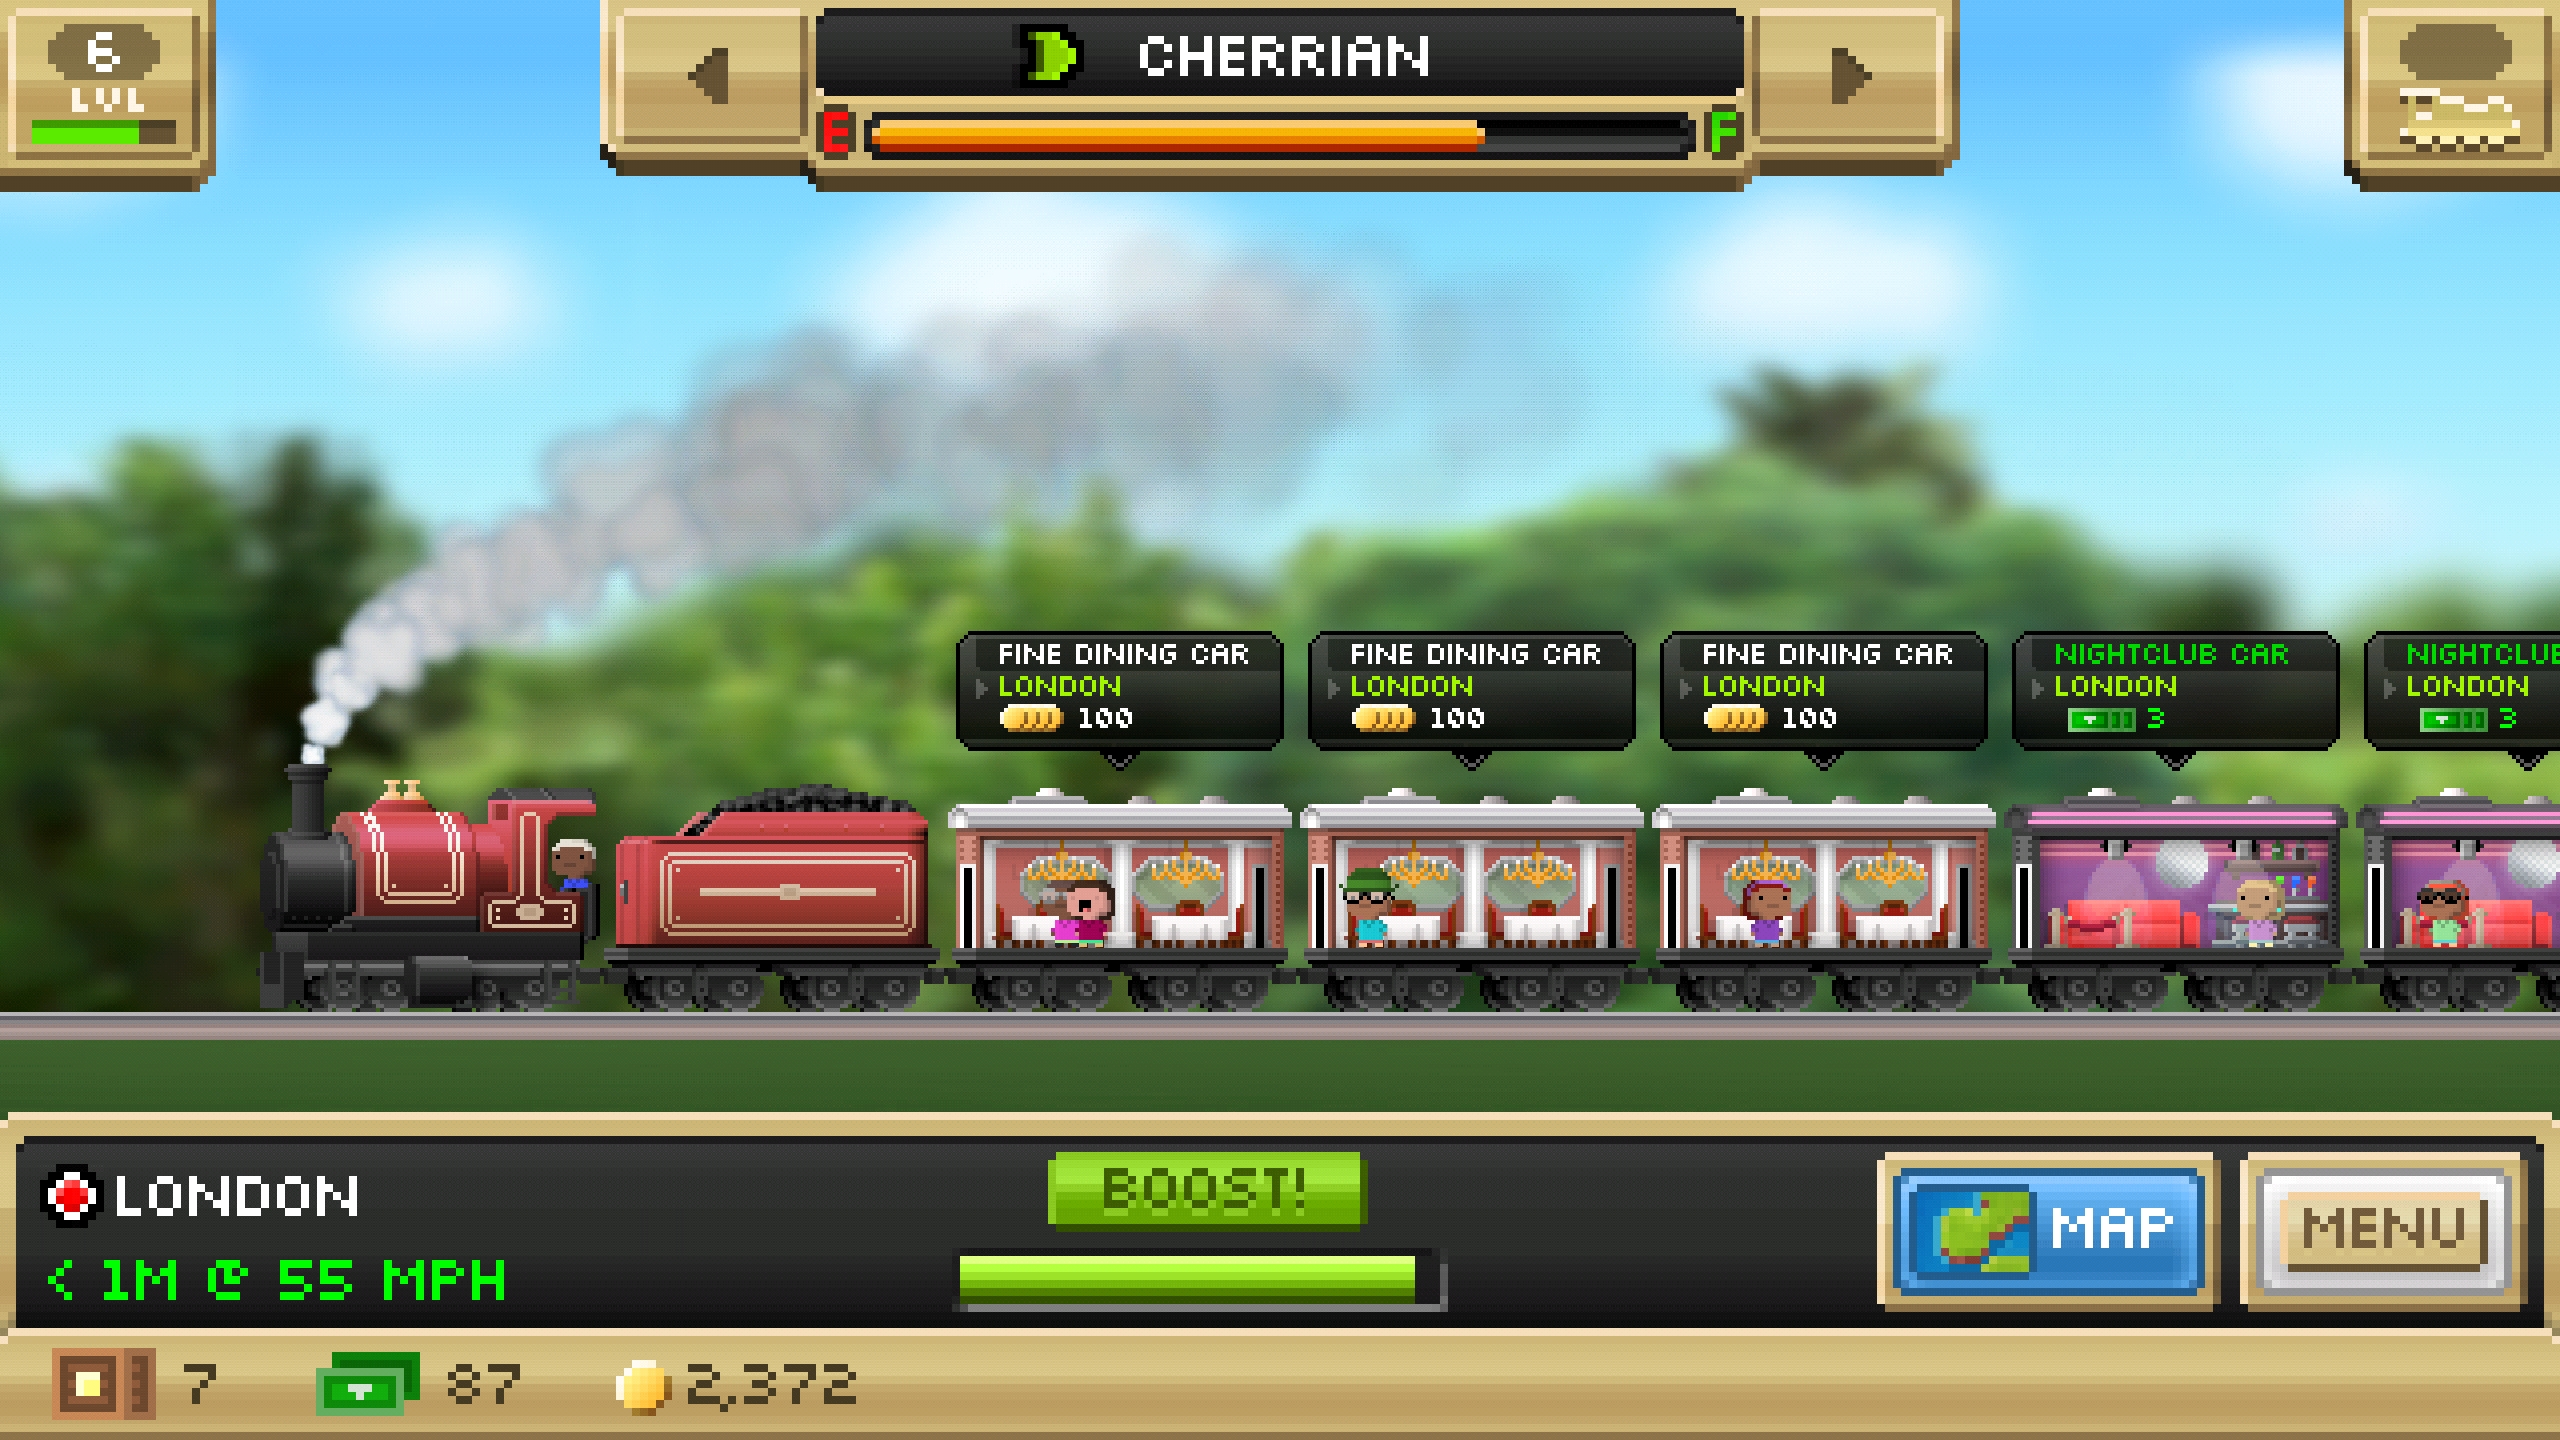 6
LVL
CHERRIAN
E F
FINE DINING CAR
LONDON
100
FINE DINING CAR
LONDON
100
FINE DINING CAR
LONDON
100
NIGHTCLUB CAR
LONDON
3
NIGHTCLUB
LONDON
3
LONDON
< 1M @ 55 MPH
BOOST!
MAP
MENU
7
87
2,372